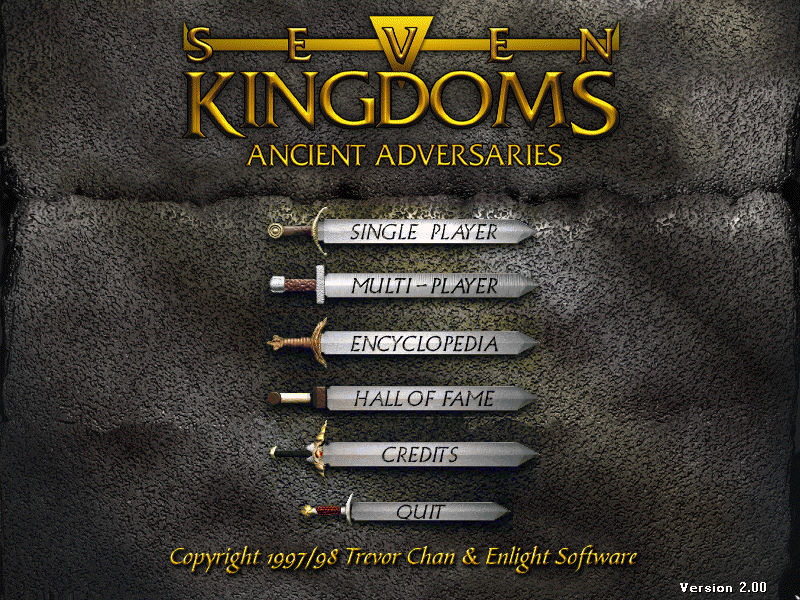 SEVEN
KINGDOMS
ANCIENT ADVERSARIES
SINGLE PLAYER
MULTI-PLAYER
ENCYCLOPEDIA
HALL OF FAME
CREDITS
QUIT
Copyright 1997/98 Trevor Chan & Enlight Software
Version 2.00